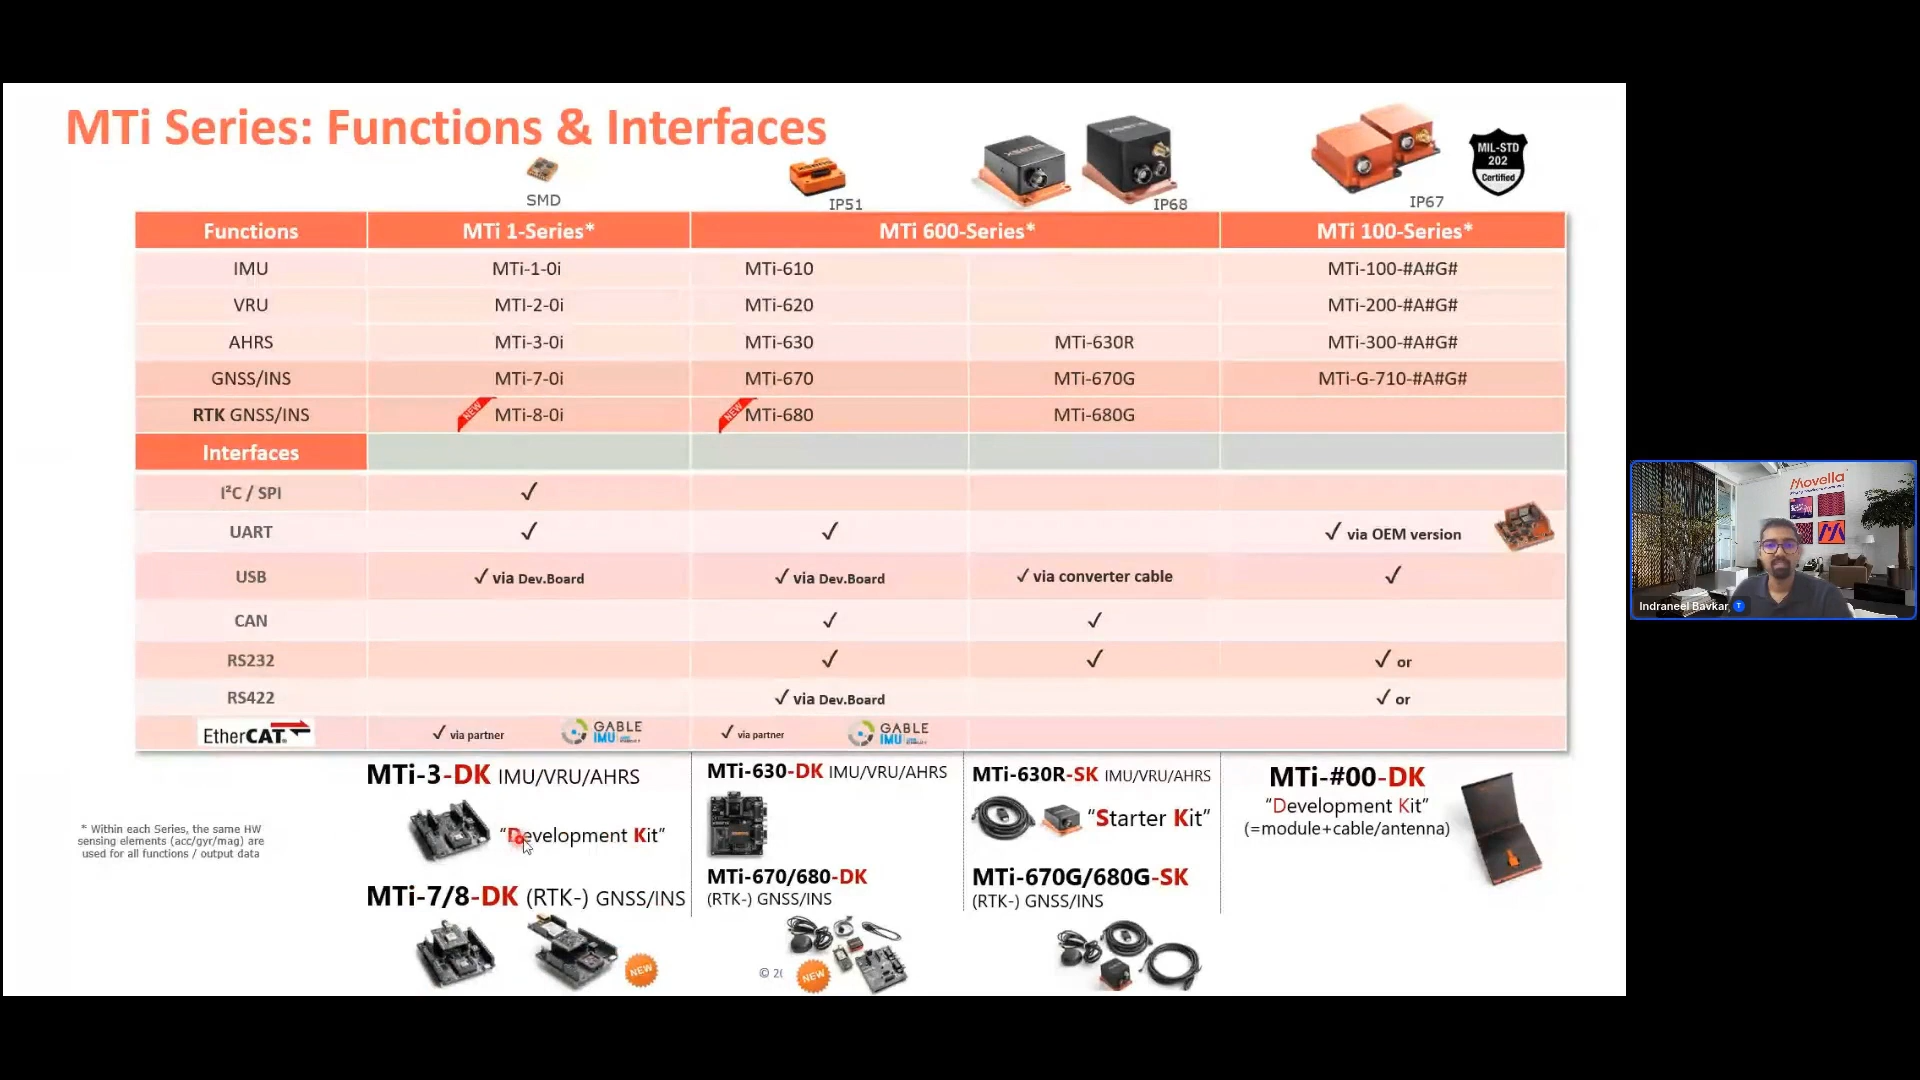 MTi Series: Functions & Interfaces
MIL-STD
202
Certified
SMD
IP51
IP68
IP67
Functions MTi 1-Series* MTi 600-Series* MTi 100-Series*
IMU MTi-1-0i MTi-610 MTi-100-#A#G#
VRU MTI-2-0i MTi-620 MTi-200-#A#G#
AHRS MTi-3-0i MTi-630 MTi-630R MTi-300-#A#G#
GNSS/INS MTi-7-0i MTi-670 MTi-670G MTi-G-710-#A#G#
RTK GNSS/INS NEW MTi-8-0i NEW MTi-680 MTi-680G
Interfaces
I²C / SPI ✓
UART ✓ ✓ ✓ via OEM version
USB ✓ via Dev.Board ✓ via Dev.Board ✓ via converter cable ✓
CAN ✓ ✓
RS232 ✓ ✓ ✓ or
RS422 ✓ via Dev.Board ✓ or
EtherCAT ✓ via partner GABLE IMU ✓ via partner GABLE IMU
* Within each Series, the same HW
sensing elements (acc/gyr/mag) are
used for all functions / output data
MTi-3-DK IMU/VRU/AHRS
"Development Kit"
MTi-7/8-DK (RTK-) GNSS/INS
NEW
MTi-630-DK IMU/VRU/AHRS
MTi-670/680-DK
(RTK-) GNSS/INS
NEW
MTi-630R-SK IMU/VRU/AHRS
"Starter Kit"
MTi-670G/680G-SK
(RTK-) GNSS/INS
MTi-#00-DK
"Development Kit"
(=module+cable/antenna)
Movella
Indraneel Bavkar